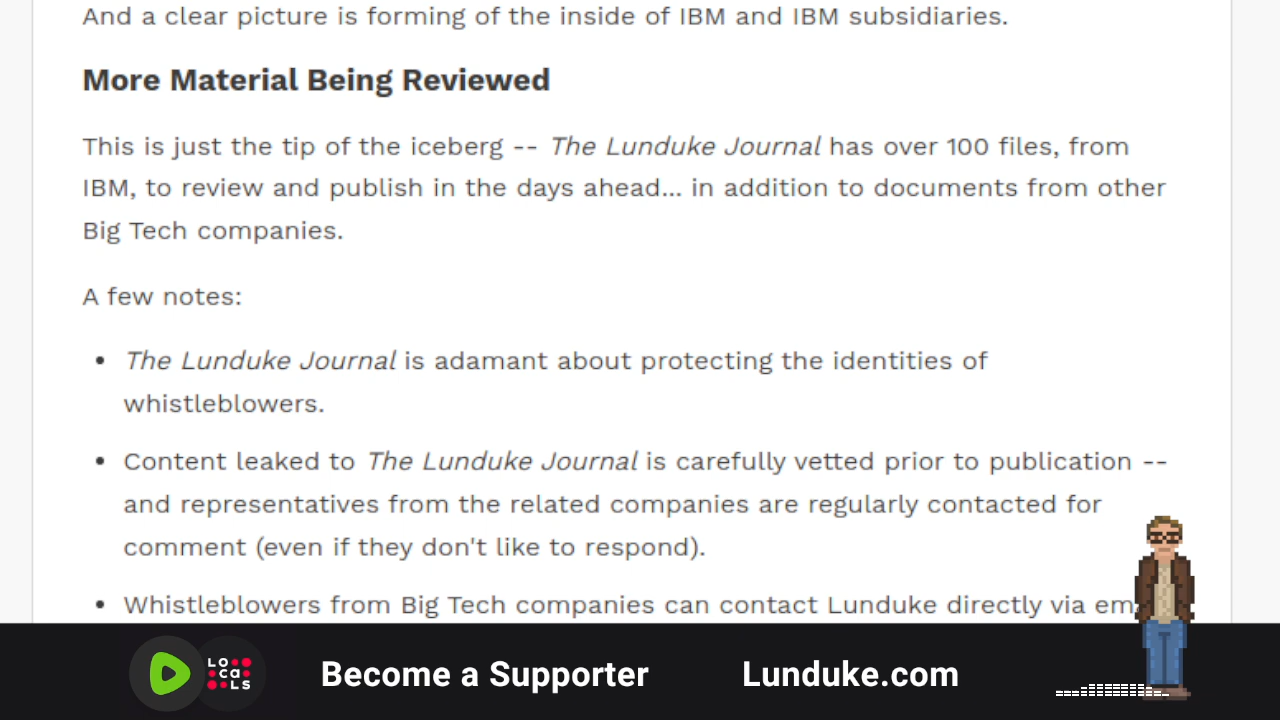 And a clear picture is forming of the inside of IBM and IBM subsidiaries.
More Material Being Reviewed
This is just the tip of the iceberg -- The Lunduke Journal has over 100 files, from
IBM, to review and publish in the days ahead... in addition to documents from other
Big Tech companies.
A few notes:
• The Lunduke Journal is adamant about protecting the identities of
whistleblowers.
• Content leaked to The Lunduke Journal is carefully vetted prior to publication --
and representatives from the related companies are regularly contacted for
comment (even if they don't like to respond).
• Whistleblowers from Big Tech companies can contact Lunduke directly via
LOcaLS
Become a Supporter
Lunduke.com